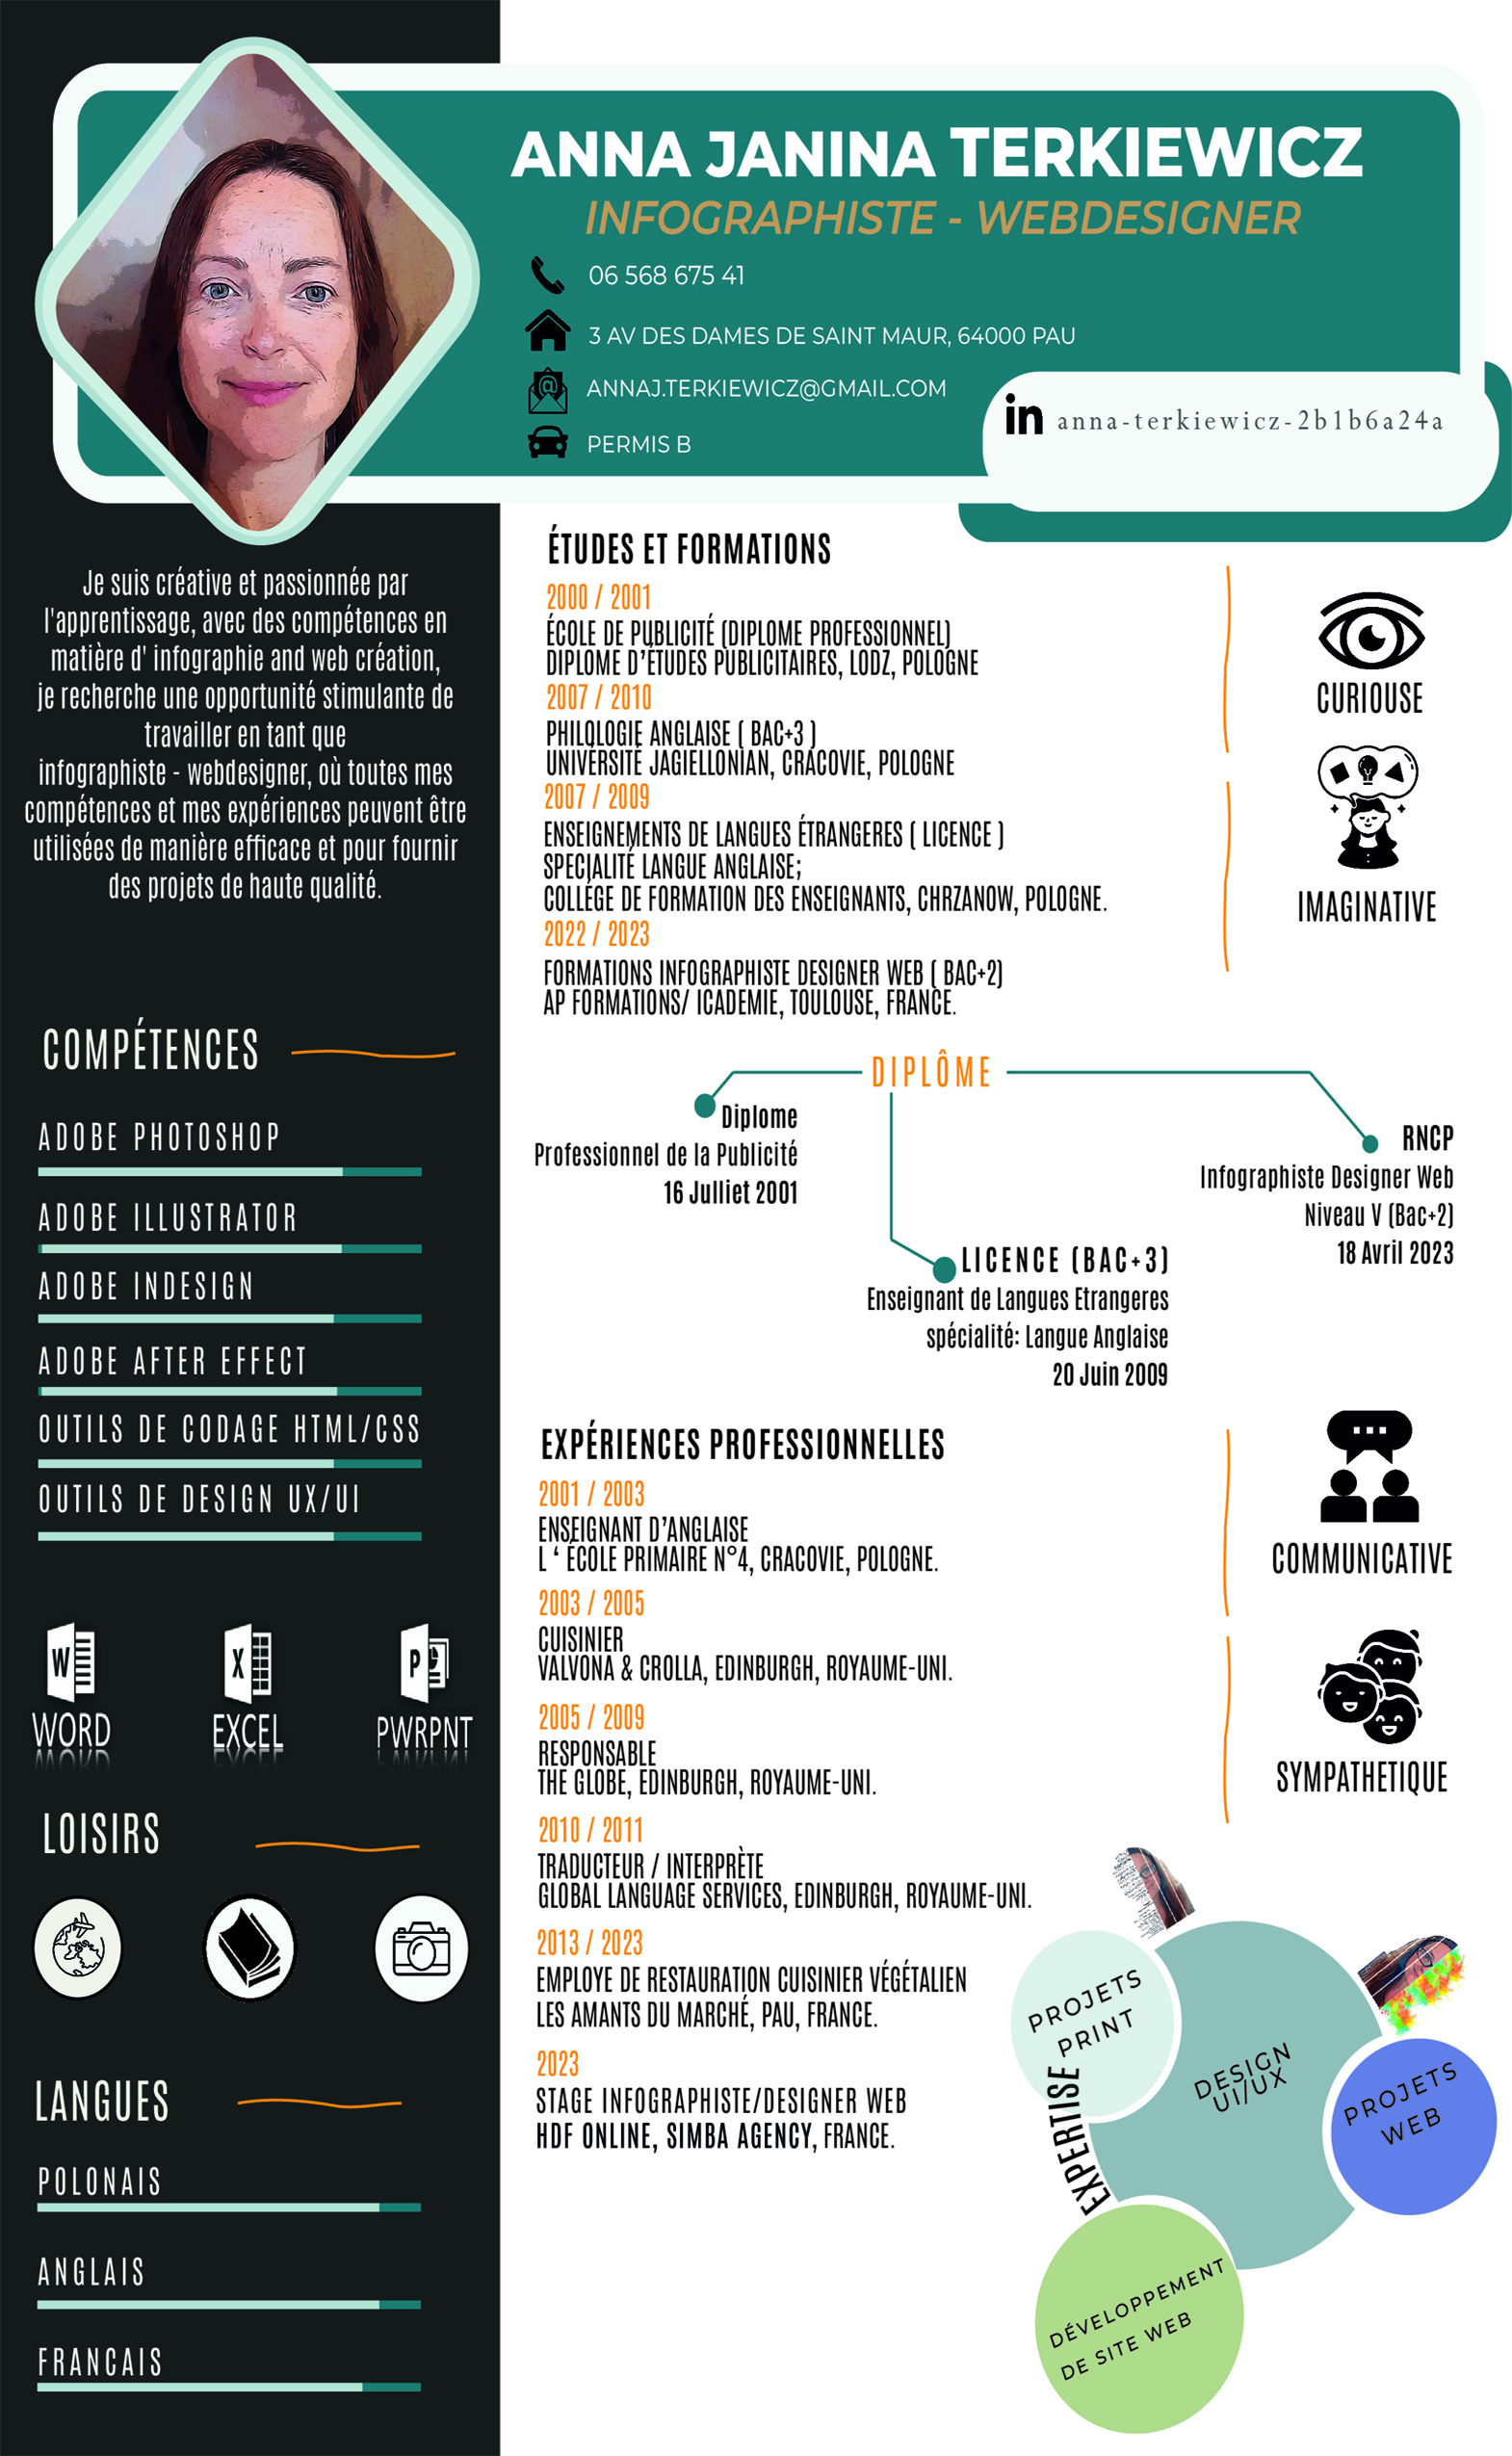 ANNA JANINA TERKIEWICZ
INFOGRAPHISTE - WEBDESIGNER
06 568 675 41
3 AV DES DAMES DE SAINT MAUR, 64000 PAU
ANNAJ.TERKIEWICZ@GMAIL.COM
PERMIS B
in anna-terkiewicz-2b1b6a24a
Je suis créative et passionnée par
l'apprentissage, avec des compétences en
matière d' infographie and web création,
je recherche une opportunité stimulante de
travailler en tant que
infographiste - webdesigner, où toutes mes
compétences et mes expériences peuvent être
utilisées de manière efficace et pour fournir
des projets de haute qualité.
COMPÉTENCES
ADOBE PHOTOSHOP
ADOBE ILLUSTRATOR
ADOBE INDESIGN
ADOBE AFTER EFFECT
OUTILS DE CODAGE HTML/CSS
OUTILS DE DESIGN UX/UI
W X P
WORD EXCEL PWRPNT
LOISIRS
LANGUES
POLONAIS
ANGLAIS
FRANCAIS
ÉTUDES ET FORMATIONS
2000 / 2001
ÉCOLE DE PUBLICITÉ (DIPLOME PROFESSIONNEL)
DIPLOME D'ÉTUDES PUBLICITAIRES, LODZ, POLOGNE
2007 / 2010
PHILOLOGIE ANGLAISE ( BAC+3 )
UNIVERSITÉ JAGIELLONIAN, CRACOVIE, POLOGNE
2007 / 2009
ENSEIGNEMENTS DE LANGUES ÉTRANGERES ( LICENCE )
SPECIALITÉ LANGUE ANGLAISE;
COLLÉGE DE FORMATION DES ENSEIGNANTS, CHRZANOW, POLOGNE.
2022 / 2023
FORMATIONS INFOGRAPHISTE DESIGNER WEB ( BAC+2)
AP FORMATIONS/ ICADEMIE, TOULOUSE, FRANCE.
CURIOUSE
IMAGINATIVE
DIPLÔME
Diplome
Professionnel de la Publicité
16 Julliet 2001
LICENCE (BAC+3)
Enseignant de Langues Etrangeres
spécialité: Langue Anglaise
20 Juin 2009
RNCP
Infographiste Designer Web
Niveau V (Bac+2)
18 Avril 2023
EXPÉRIENCES PROFESSIONNELLES
2001 / 2003
ENSEIGNANT D'ANGLAISE
L ‘ ÉCOLE PRIMAIRE N°4, CRACOVIE, POLOGNE.
2003 / 2005
CUISINIER
VALVONA & CROLLA, EDINBURGH, ROYAUME-UNI.
2005 / 2009
RESPONSABLE
THE GLOBE, EDINBURGH, ROYAUME-UNI.
2010 / 2011
TRADUCTEUR / INTERPRÈTE
GLOBAL LANGUAGE SERVICES, EDINBURGH, ROYAUME-UNI.
2013 / 2023
EMPLOYE DE RESTAURATION CUISINIER VÉGÉTALIEN
LES AMANTS DU MARCHÉ, PAU, FRANCE.
2023
STAGE INFOGRAPHISTE/DESIGNER WEB
HDF ONLINE, SIMBA AGENCY, FRANCE.
COMMUNICATIVE
SYMPATHETIQUE
EXPERTISE
PROJETS
PRINT
DESIGN
UI/UX
PROJETS
WEB
DÉVELOPPEMENT
DE SITE WEB